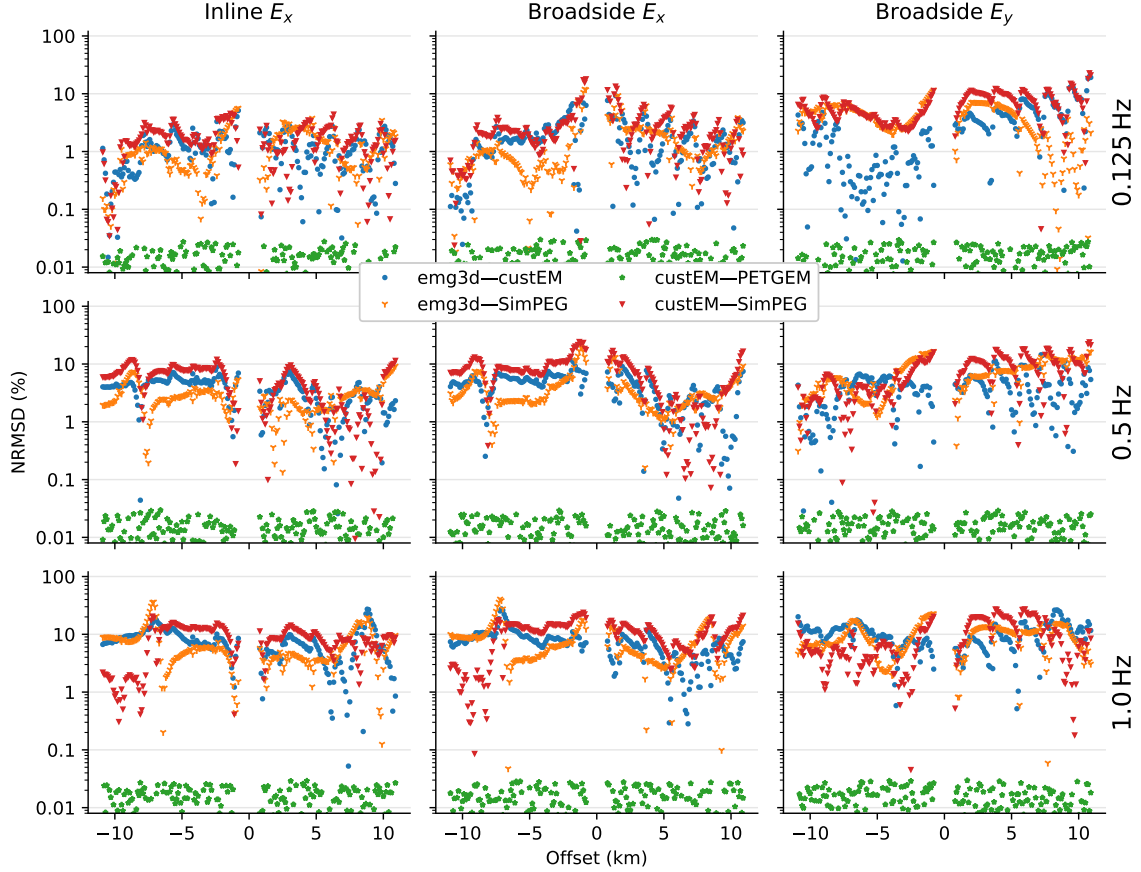 Inline Ex Broadside Ex Broadside Ey
100
10
1
0.1
0.01
0.125 Hz
emg3d—custEM custEM—PETGEM
emg3d—SimPEG custEM—SimPEG
NRMSD (%)
100
10
1
0.1
0.01
0.5 Hz
100
10
1
0.1
0.01
1.0 Hz
−10 −5 0 5 10 −10 −5 0 5 10 −10 −5 0 5 10
Offset (km)